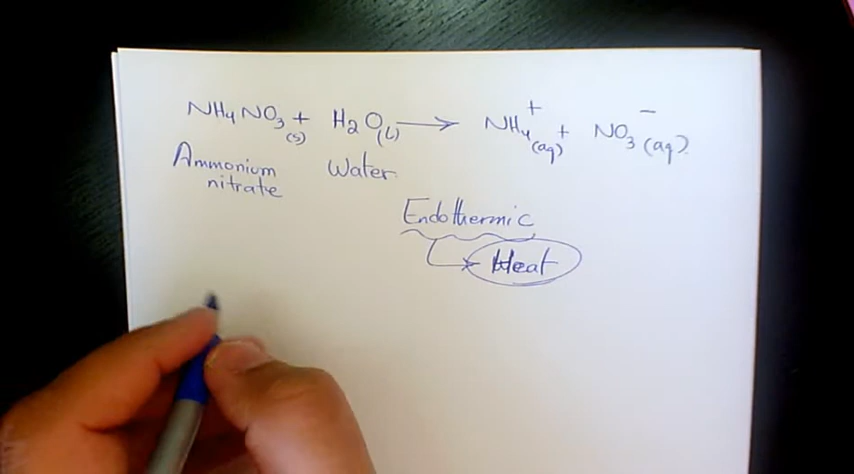 NH₄NO₃(s) + H₂O(l) → NH₄⁺(aq) + NO₃⁻(aq)
Ammonium Water
nitrate
Endothermic
Heat